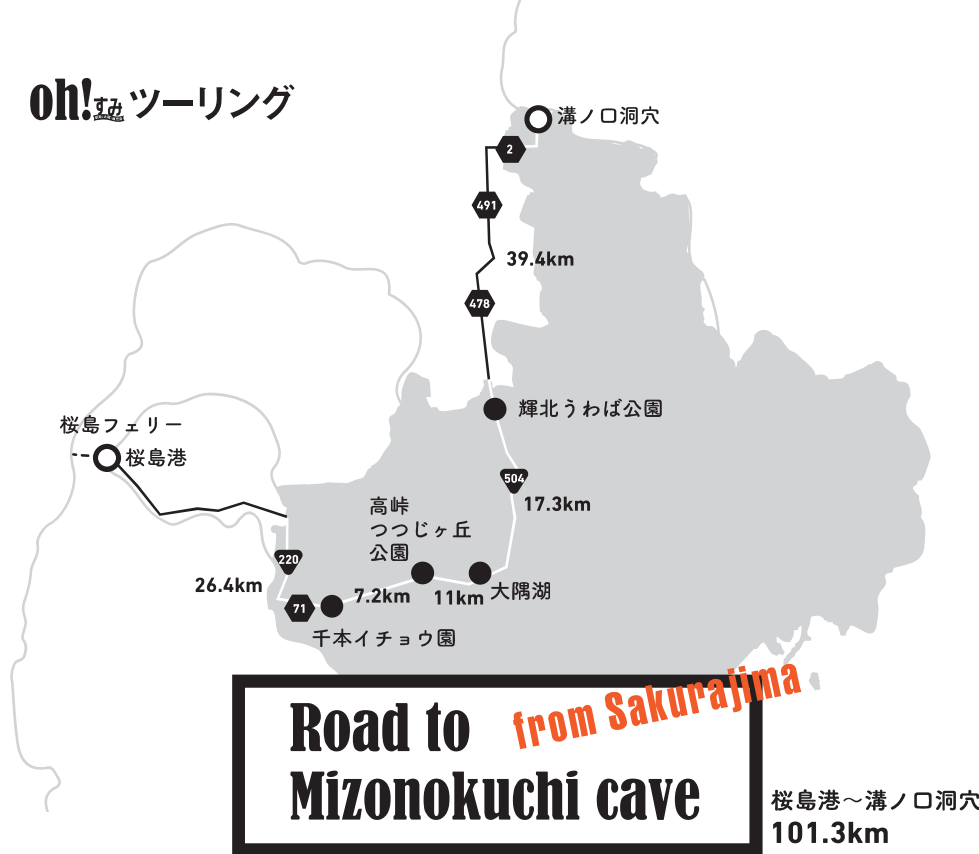 oh!すみツーリング
溝ノ口洞穴
2
491
39.4km
478
輝北うわば公園
桜島フェリー
桜島港
504
17.3km
高峠
つつじヶ丘
公園
220
26.4km
7.2km
11km
大隅湖
71
千本イチョウ園
from Sakurajima
Road to
Mizonokuchi cave
桜島港〜溝ノ口洞穴
101.3km